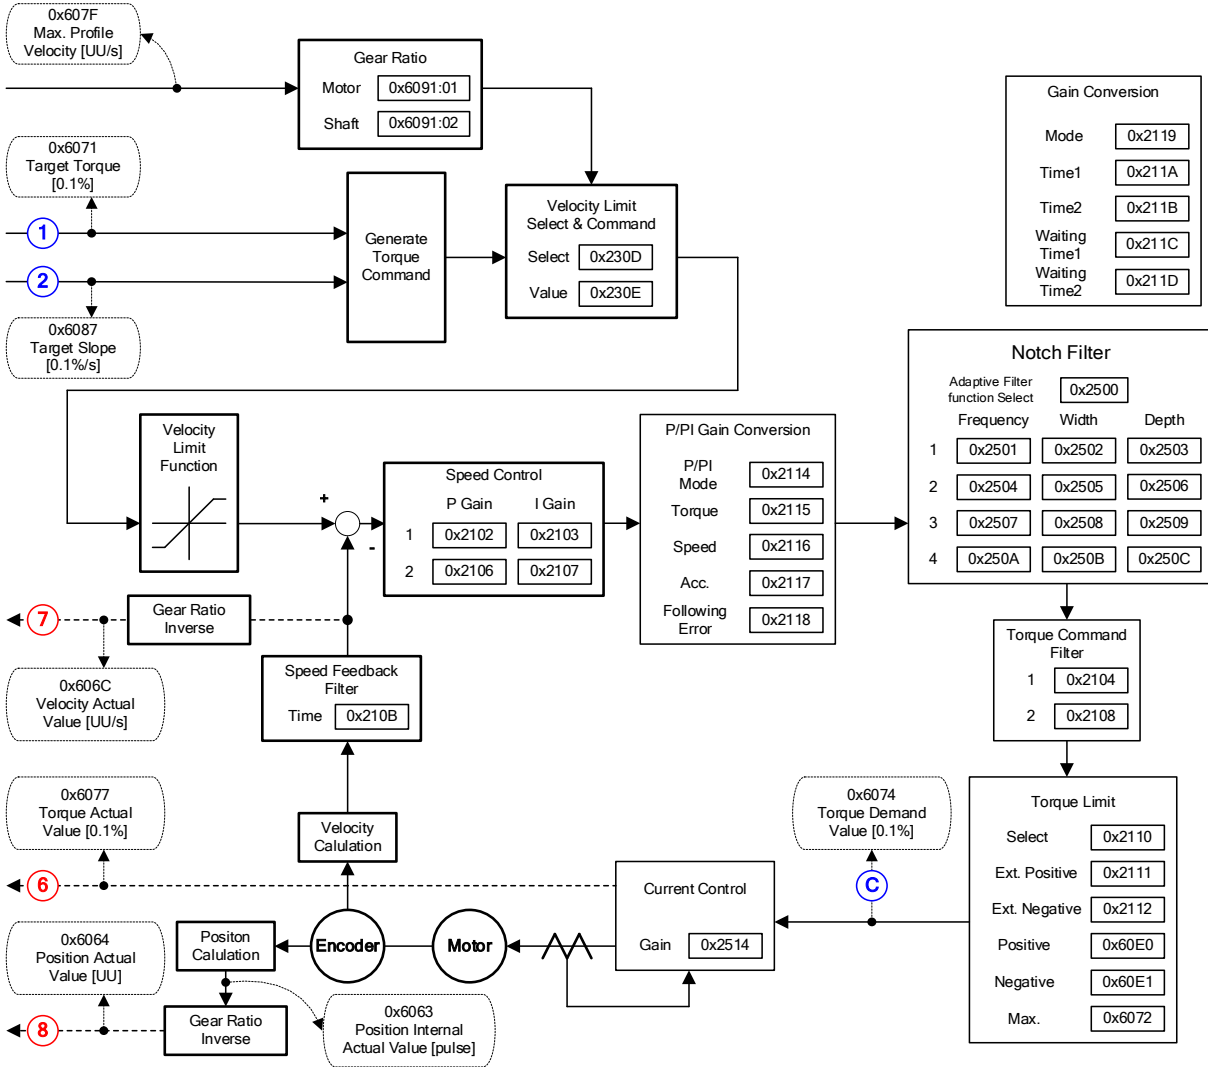 0x607F
Max. Profile
Velocity [UU/s]
Gear Ratio
Motor 0x6091:01
Shaft 0x6091:02
Gain Conversion
Mode 0x2119
Time1 0x211A
Time2 0x211B
Waiting
Time1 0x211C
Waiting
Time2 0x211D
0x6071
Target Torque
[0.1%]
1
2
0x6087
Target Slope
[0.1%/s]
Generate
Torque
Command
Velocity Limit
Select & Command
Select 0x230D
Value 0x230E
Notch Filter
Adaptive Filter
function Select 0x2500
Frequency Width Depth
1 0x2501 0x2502 0x2503
2 0x2504 0x2505 0x2506
3 0x2507 0x2508 0x2509
4 0x250A 0x250B 0x250C
Velocity
Limit
Function
+
-
Speed Control
P Gain I Gain
1 0x2102 0x2103
2 0x2106 0x2107
P/PI Gain Conversion
P/PI
Mode 0x2114
Torque 0x2115
Speed 0x2116
Acc. 0x2117
Following
Error 0x2118
7
Gear Ratio
Inverse
0x606C
Velocity Actual
Value [UU/s]
Speed Feedback
Filter
Time 0x210B
Torque Command
Filter
1 0x2104
2 0x2108
0x6077
Torque Actual
Value [0.1%]
Velocity
Calulation
0x6074
Torque Demand
Value [0.1%]
Torque Limit
Select 0x2110
Ext. Positive 0x2111
Ext. Negative 0x2112
Positive 0x60E0
Negative 0x60E1
Max. 0x6072
6
C
Current Control
Gain 0x2514
0x6064
Position Actual
Value [UU]
Positon
Calulation
Encoder
Motor
8
Gear Ratio
Inverse
0x6063
Position Internal
Actual Value [pulse]